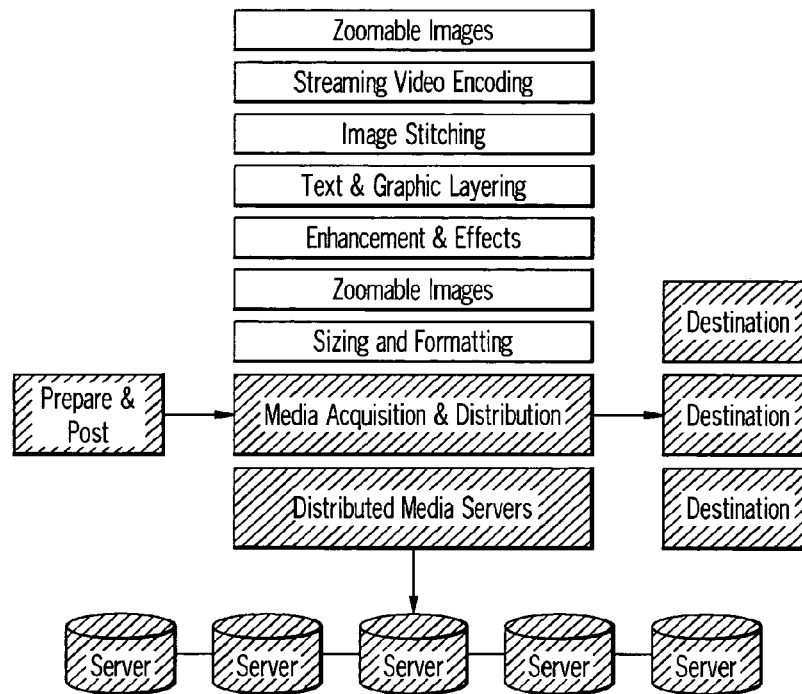 Zoomable Images
Streaming Video Encoding
Image Stitching
Text & Graphic Layering
Enhancement & Effects
Zoomable Images
Sizing and Formatting
Destination
Prepare &
Post
Media Acquisition & Distribution
Destination
Distributed Media Servers
Destination
Server
Server
Server
Server
Server